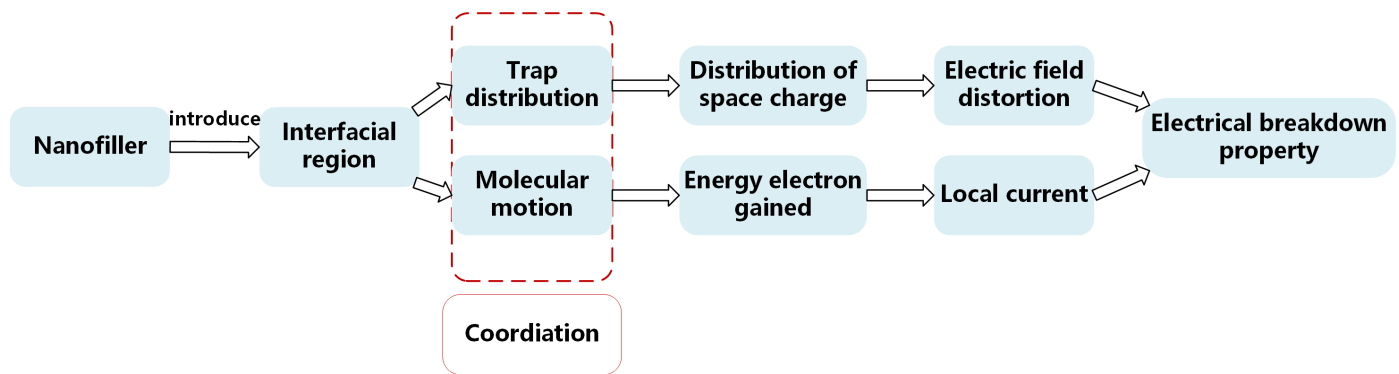 Nanofiller
introduce
Interfacial
region
Trap
distribution
Distribution of
space charge
Electric field
distortion
Molecular
motion
Energy electron
gained
Local current
Electrical breakdown
property
Coordiation